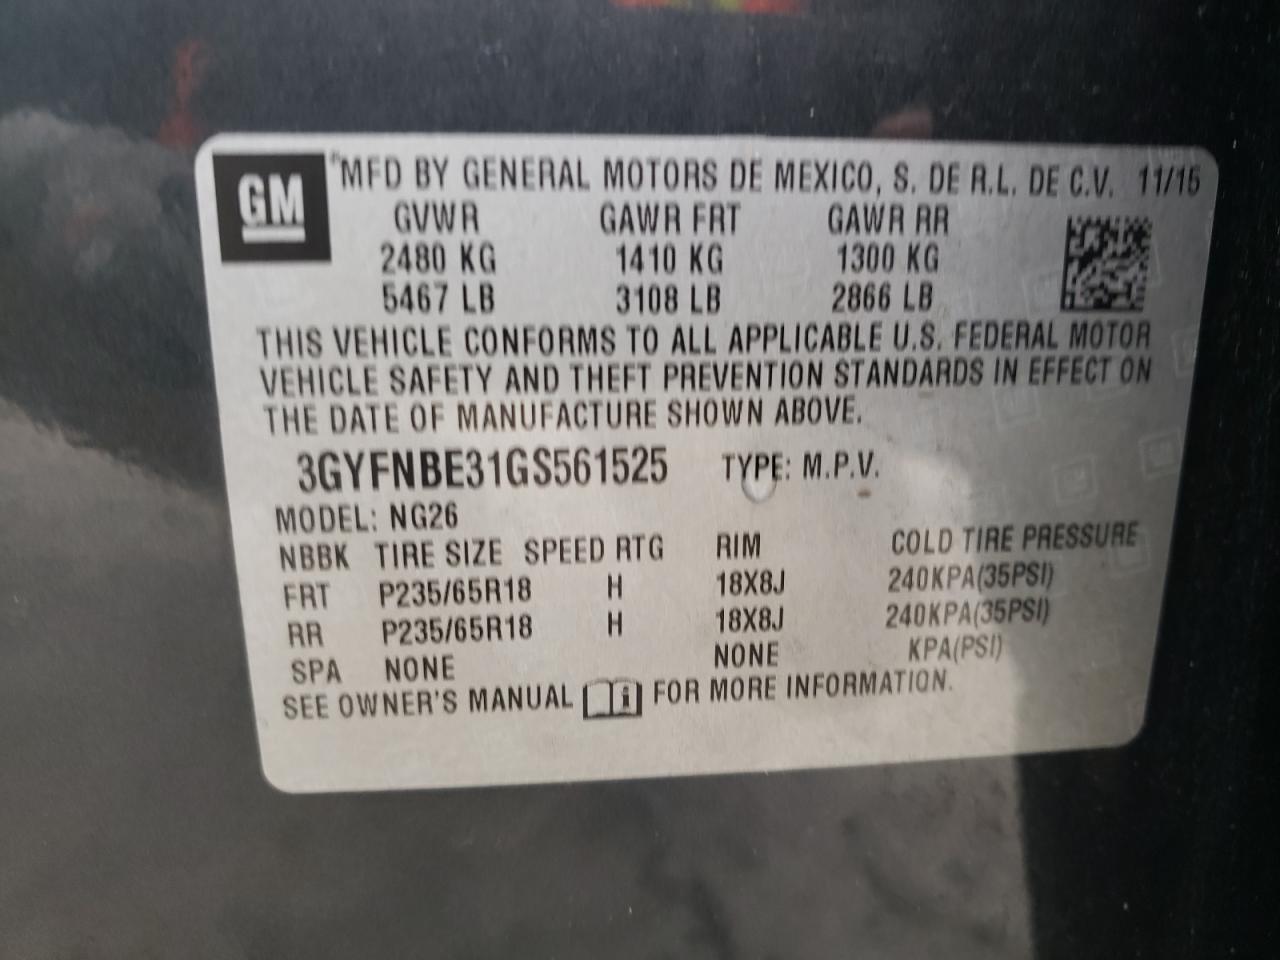 GM
MFD BY GENERAL MOTORS DE MEXICO, S. DE R.L. DE C.V. 11/15
GVWR GAWR FRT GAWR RR
2480 KG 1410 KG 1300 KG
5467 LB 3108 LB 2866 LB
THIS VEHICLE CONFORMS TO ALL APPLICABLE U.S. FEDERAL MOTOR
VEHICLE SAFETY AND THEFT PREVENTION STANDARDS IN EFFECT ON
THE DATE OF MANUFACTURE SHOWN ABOVE.
3GYFNBE31GS561525 TYPE: M.P.V.
MODEL: NG26
NBBK TIRE SIZE SPEED RTG RIM COLD TIRE PRESSURE
FRT P235/65R18 H 18X8J 240KPA(35PSI)
RR P235/65R18 H 18X8J 240KPA(35PSI)
SPA NONE NONE KPA(PSI)
SEE OWNER'S MANUAL i FOR MORE INFORMATION.